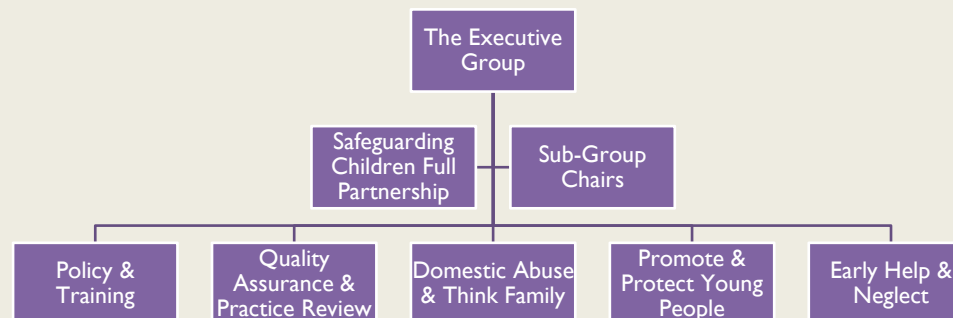 The Executive
Group
Safeguarding
Children Full
Partnership
Sub-Group
Chairs
Policy &
Training
Quality
Assurance &
Practice Review
Domestic Abuse
& Think Family
Promote &
Protect Young
People
Early Help &
Neglect